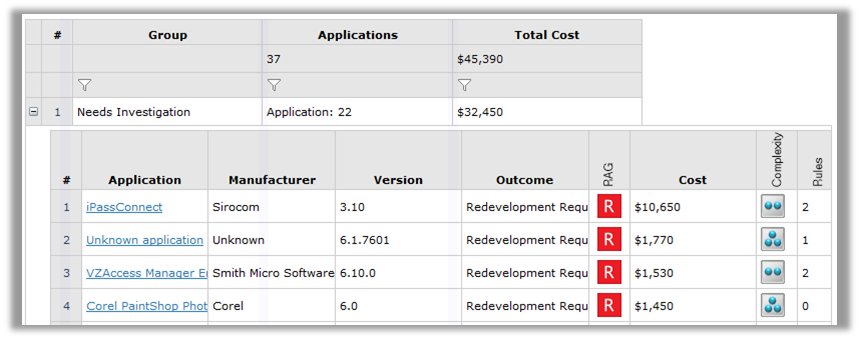 # Group Applications Total Cost
37 $45,390
1 Needs Investigation Application: 22 $32,450
# Application Manufacturer Version Outcome RAG Cost Complexity Rules
1 iPassConnect Sirocom 3.10 Redevelopment Requ R $10,650 2
2 Unknown application Unknown 6.1.7601 Redevelopment Requ R $1,770 1
3 VZAccess Manager En Smith Micro Software 6.10.0 Redevelopment Requ R $1,530 2
4 Corel PaintShop Phot Corel 6.0 Redevelopment Requ R $1,450 0